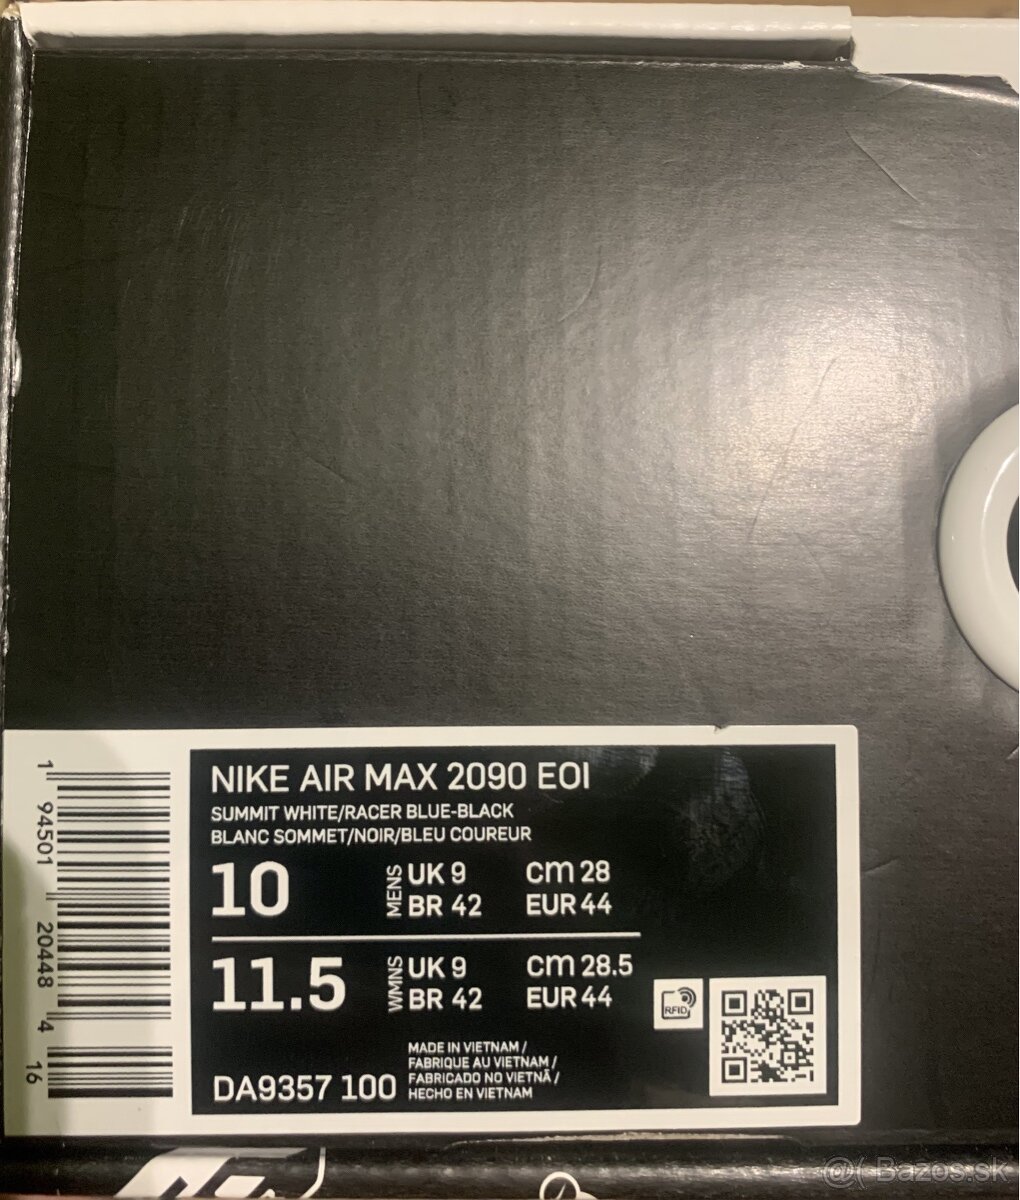 NIKE AIR MAX 2090 EOI
SUMMIT WHITE/RACER BLUE-BLACK
BLANC SOMMET/NOIR/BLEU COUREUR
10 MENS UK 9 cm 28
BR 42 EUR 44
11.5 WMNS UK 9 cm 28.5
BR 42 EUR 44
RFID
DA9357 100
MADE IN VIETNAM /
FABRIQUE AU VIETNAM /
FABRICADO NO VIETNÃ /
HECHO EN VIETNAM
1 94501 20448 4 16
@( Bazos.sk